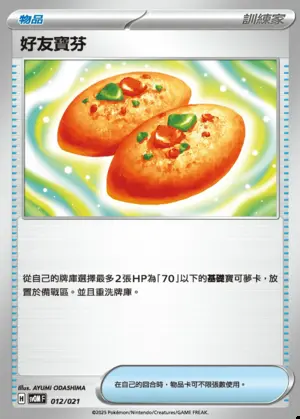 物品
訓練家
好友寶芬
從自己的牌庫選擇最多2張HP為「70」以下的基礎寶可夢卡，放
置於備戰區。並且重洗牌庫。
Illus. AYUMI ODASHIMA
H SVOM F 012/021
在自己的回合時，物品卡可不限張數使用。
©2023 Pokémon/Nintendo/Creatures/GAME FREAK.